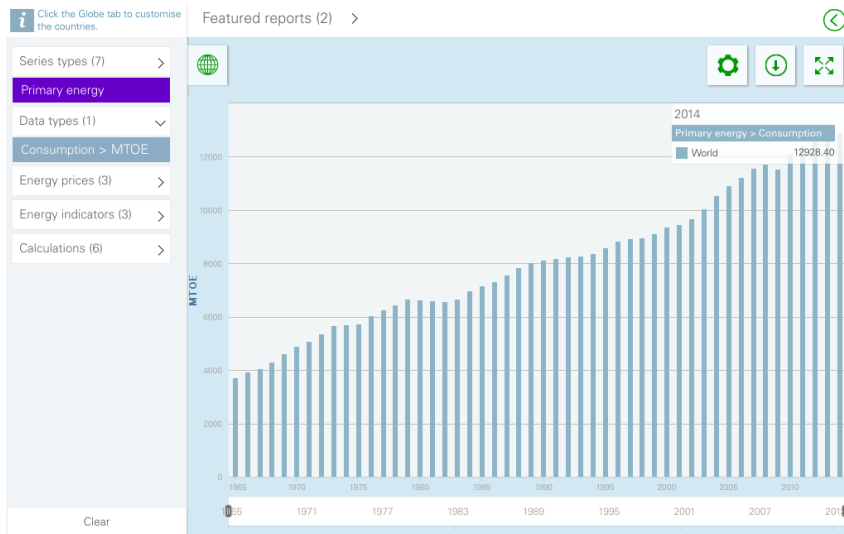 Click the Globe tab to customise
the countries.
Featured reports (2)
Series types (7)
Primary energy
Data types (1)
Consumption > MTOE
Energy prices (3)
Energy indicators (3)
Calculations (6)
Clear
2014
Primary energy > Consumption
World 12928.40
MTOE
12000
10000
8000
6000
4000
2000
0
1965 1970 1975 1980 1985 1990 1995 2000 2005 2010
1971 1977 1983 1989 1995 2001 2007